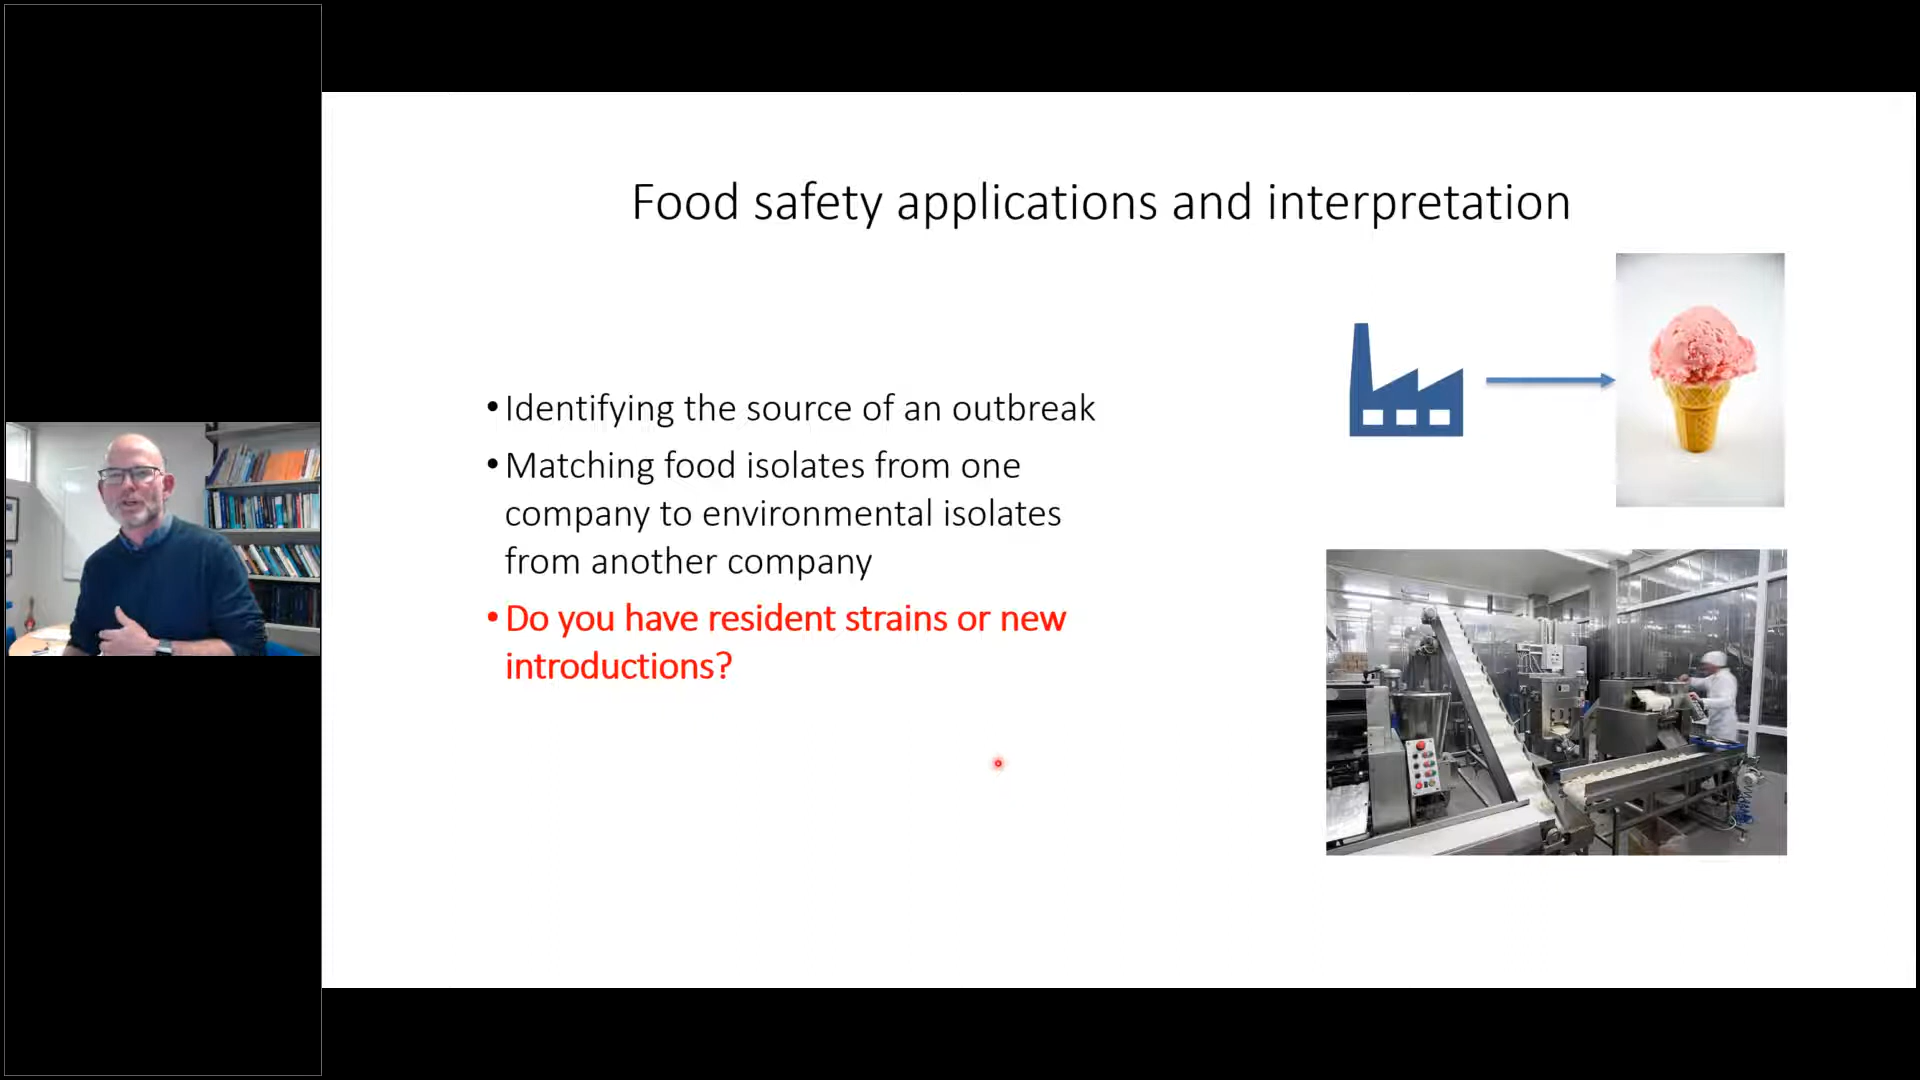 Food safety applications and interpretation
• Identifying the source of an outbreak
• Matching food isolates from one
company to environmental isolates
from another company
• Do you have resident strains or new
introductions?